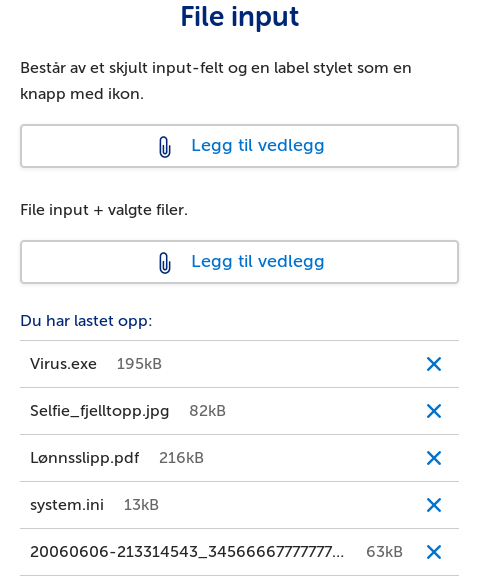 File input
Består av et skjult input-felt og en label stylet som en
knapp med ikon.
Legg til vedlegg
File input + valgte filer.
Legg til vedlegg
Du har lastet opp:
Virus.exe 195kB
Selfie_fjelltopp.jpg 82kB
Lønnsslipp.pdf 216kB
system.ini 13kB
20060606-213314543_34566667777777... 63kB